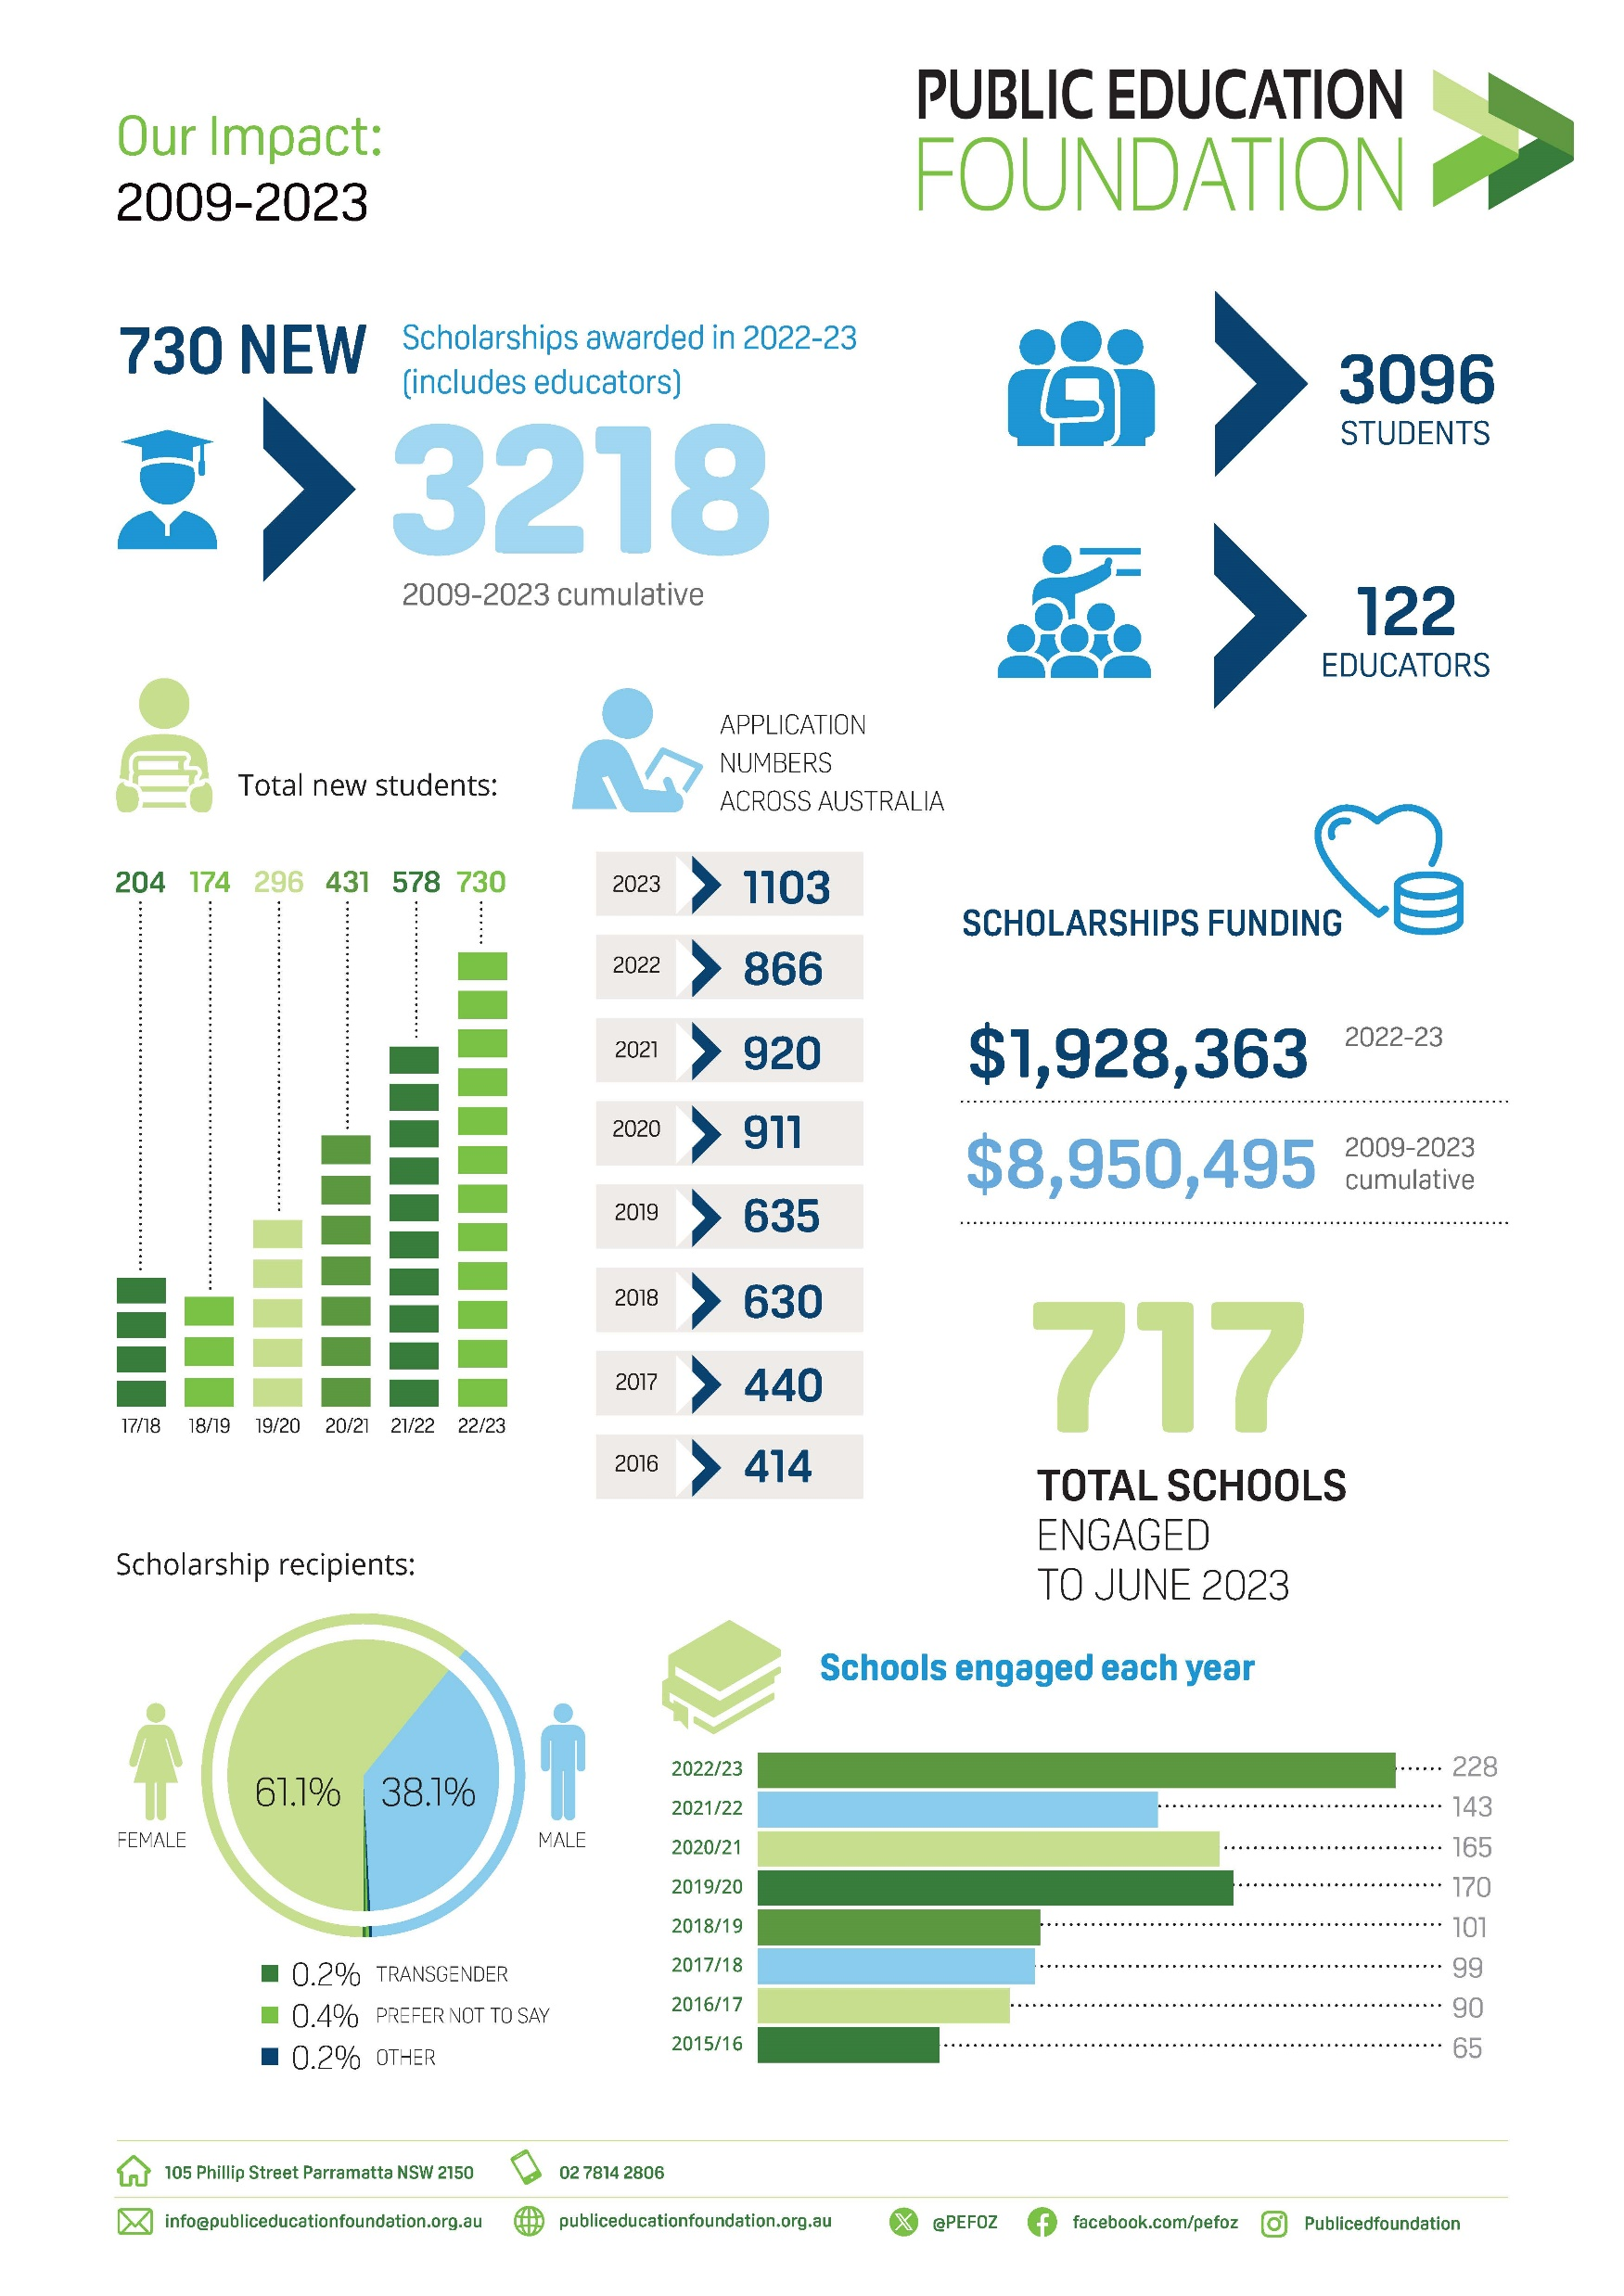 Our Impact:
2009-2023
PUBLIC EDUCATION
FOUNDATION
730 NEW
Scholarships awarded in 2022-23
(includes educators)
3218
2009-2023 cumulative
3096
STUDENTS
122
EDUCATORS
Total new students:
204 174 296 431 578 730
17/18 18/19 19/20 20/21 21/22 22/23
APPLICATION
NUMBERS
ACROSS AUSTRALIA
2023 1103
2022 866
2021 920
2020 911
2019 635
2018 630
2017 440
2016 414
SCHOLARSHIPS FUNDING
$1,928,363 2022-23
$8,950,495 2009-2023
cumulative
717
TOTAL SCHOOLS
ENGAGED
TO JUNE 2023
Scholarship recipients:
61.1% 38.1%
FEMALE
MALE
0.2% TRANSGENDER
0.4% PREFER NOT TO SAY
0.2% OTHER
Schools engaged each year
2022/23 228
2021/22 143
2020/21 165
2019/20 170
2018/19 101
2017/18 99
2016/17 90
2015/16 65
105 Phillip Street Parramatta NSW 2150
02 7814 2806
info@publiceducationfoundation.org.au
publiceducationfoundation.org.au
@PEFOZ
facebook.com/pefoz
Publicedfoundation